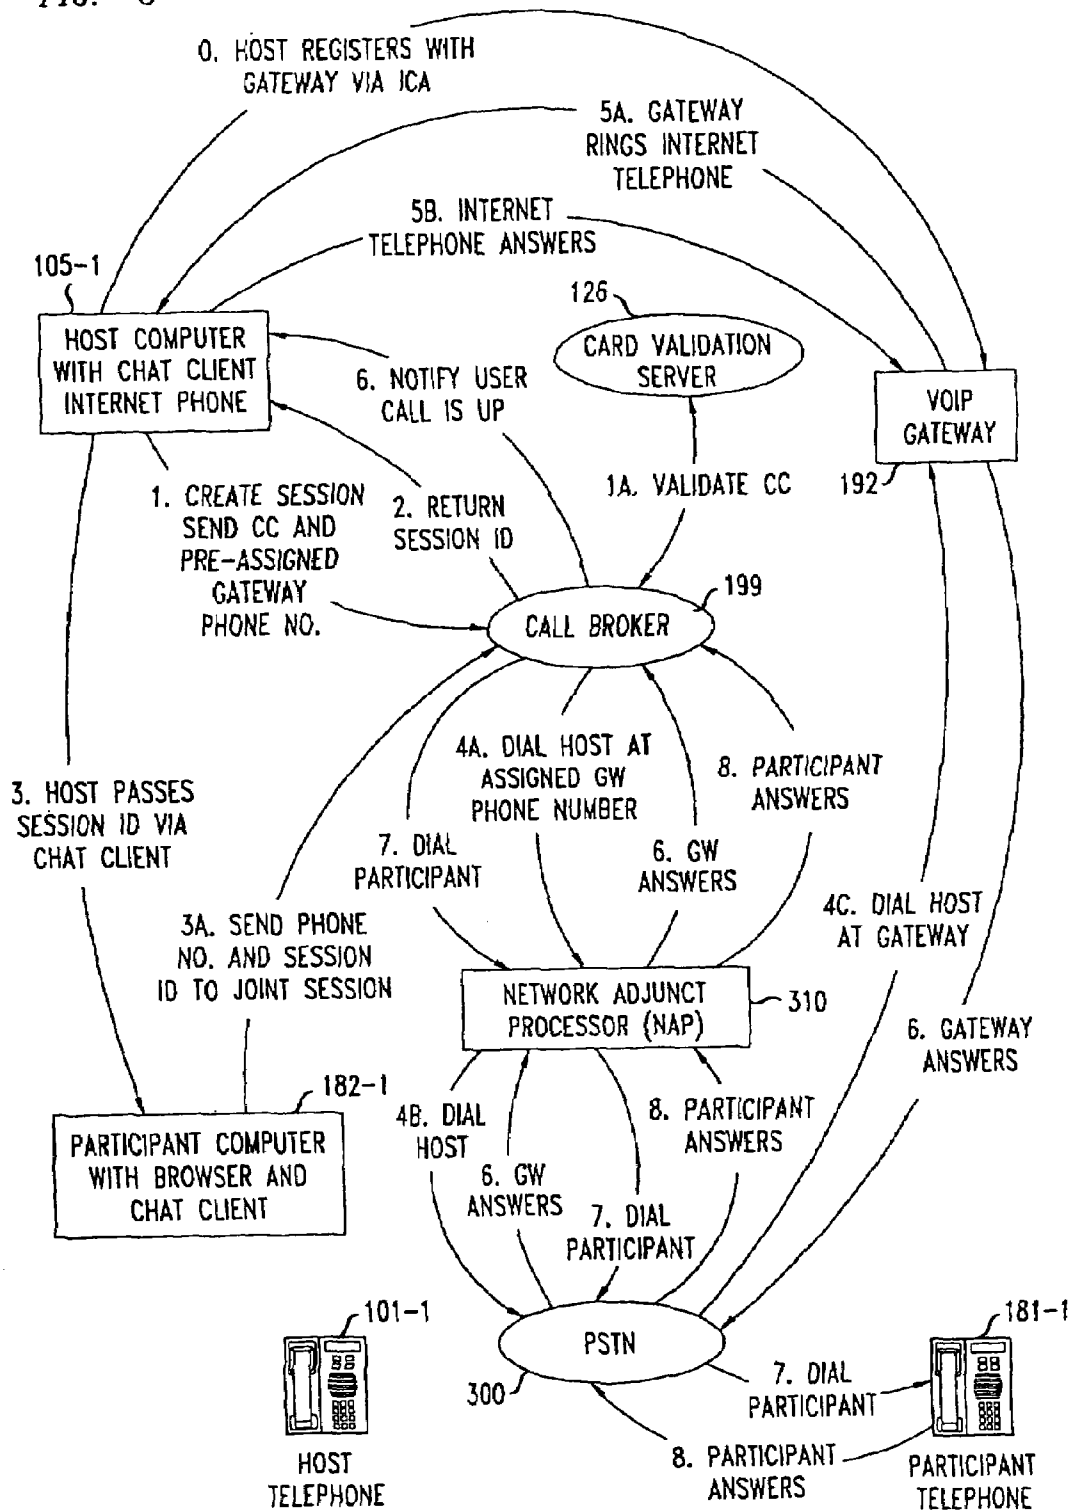 FIG.
0. HOST REGISTERS WITH
GATEWAY VIA ICA
5A. GATEWAY
RINGS INTERNET
TELEPHONE
5B. INTERNET
TELEPHONE ANSWERS
105-1
HOST COMPUTER
WITH CHAT CLIENT
INTERNET PHONE
126
CARD VALIDATION
SERVER
6. NOTIFY USER
CALL IS UP
VOIP
GATEWAY
192
1. CREATE SESSION
SEND CC AND
PRE-ASSIGNED
GATEWAY
PHONE NO.
2. RETURN
SESSION ID
1A. VALIDATE CC
199
CALL BROKER
3. HOST PASSES
SESSION ID VIA
CHAT CLIENT
4A. DIAL HOST AT
ASSIGNED GW
PHONE NUMBER
8. PARTICIPANT
ANSWERS
7. DIAL
PARTICIPANT
6. GW
ANSWERS
3A. SEND PHONE
NO. AND SESSION
ID TO JOINT SESSION
4C. DIAL HOST
AT GATEWAY
NETWORK ADJUNCT
PROCESSOR (NAP)
310
6. GATEWAY
ANSWERS
182-1
PARTICIPANT COMPUTER
WITH BROWSER AND
CHAT CLIENT
4B. DIAL
HOST
6. GW
ANSWERS
8. PARTICIPANT
ANSWERS
7. DIAL
PARTICIPANT
PSTN
300
101-1
HOST
TELEPHONE
181-1
7. DIAL
PARTICIPANT
8. PARTICIPANT
ANSWERS
PARTICIPANT
TELEPHONE